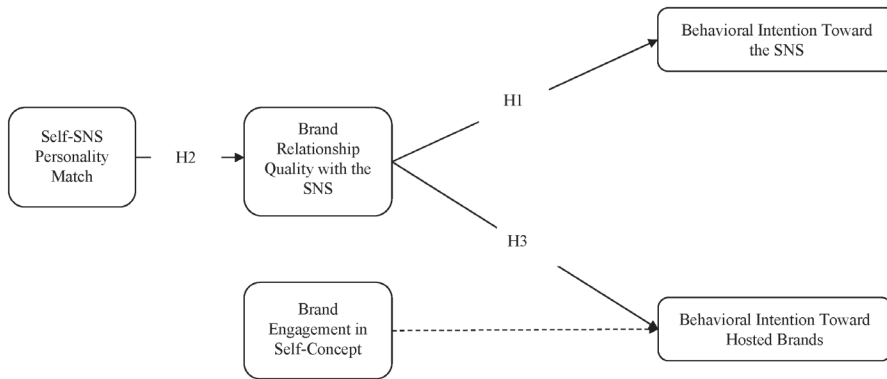 Behavioral Intention Toward
the SNS
H1
Self-SNS
Personality
Match
H2
Brand
Relationship
Quality with the
SNS
H3
Brand
Engagement in
Self-Concept
Behavioral Intention Toward
Hosted Brands